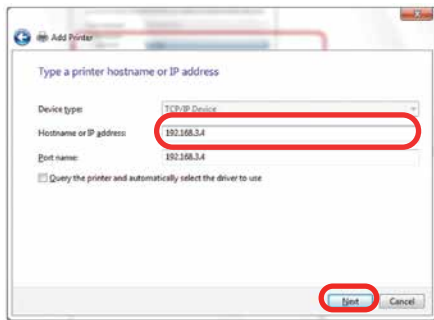 Add Printer
Type a printer hostname or IP address
Device type: TCP/IP Device
Hostname or IP address: 192.168.3.4
Port name: 192.168.3.4
Query the printer and automatically select the driver to use
Next Cancel